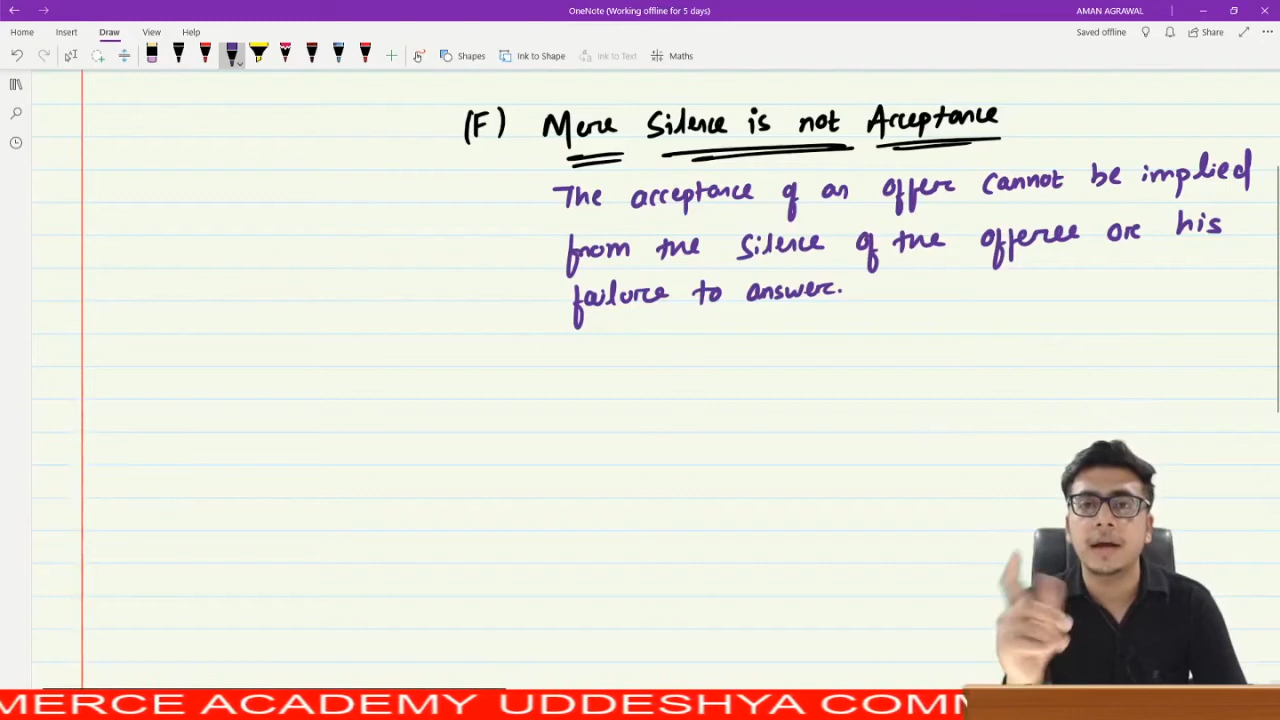 OneNote (Working offline for 5 days)
AMAN AGRAWAL
Home Insert Draw View Help
Saved offline Share
Shapes Ink to Shape Ink to Text Maths
(F) Mere Silence is not Acceptance
The acceptance of an offer cannot be implied
from the silence of the offeree or his
failure to answer.
MERCE ACADEMY UDDESHYA COMM